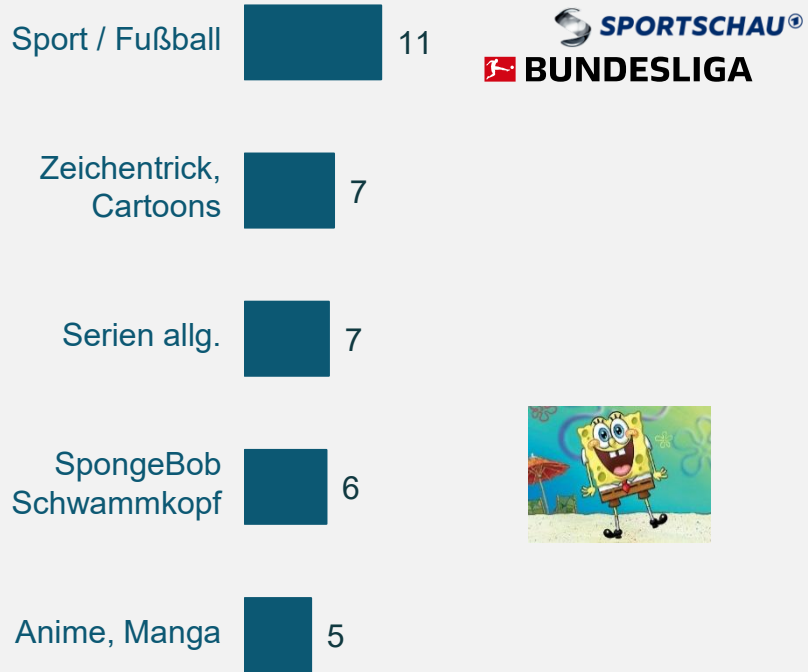 Sport / Fußball
11
SPORTSCHAU
BUNDESLIGA
Zeichentrick,
Cartoons
7
Serien allg.
7
SpongeBob
Schwammkopf
6
Anime, Manga
5